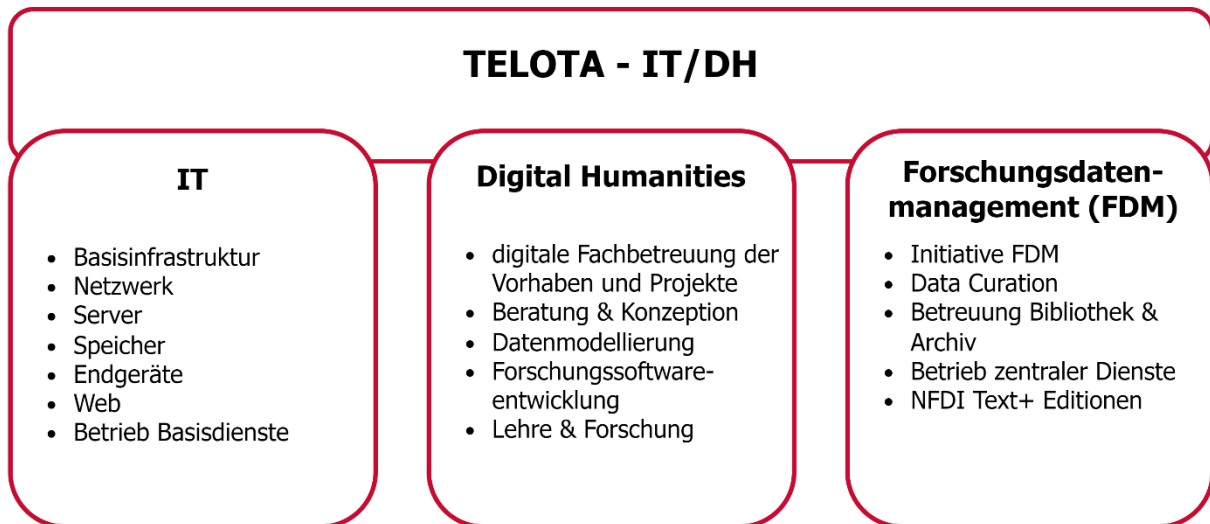 TELOTA - IT/DH
IT
• Basisinfrastruktur
• Netzwerk
• Server
• Speicher
• Endgeräte
• Web
• Betrieb Basisdienste
Digital Humanities
• digitale Fachbetreuung der
Vorhaben und Projekte
• Beratung & Konzeption
• Datenmodellierung
• Forschungssoftware-
entwicklung
• Lehre & Forschung
Forschungsdaten-
management (FDM)
• Initiative FDM
• Data Curation
• Betreuung Bibliothek &
Archiv
• Betrieb zentraler Dienste
• NFDI Text+ Editionen